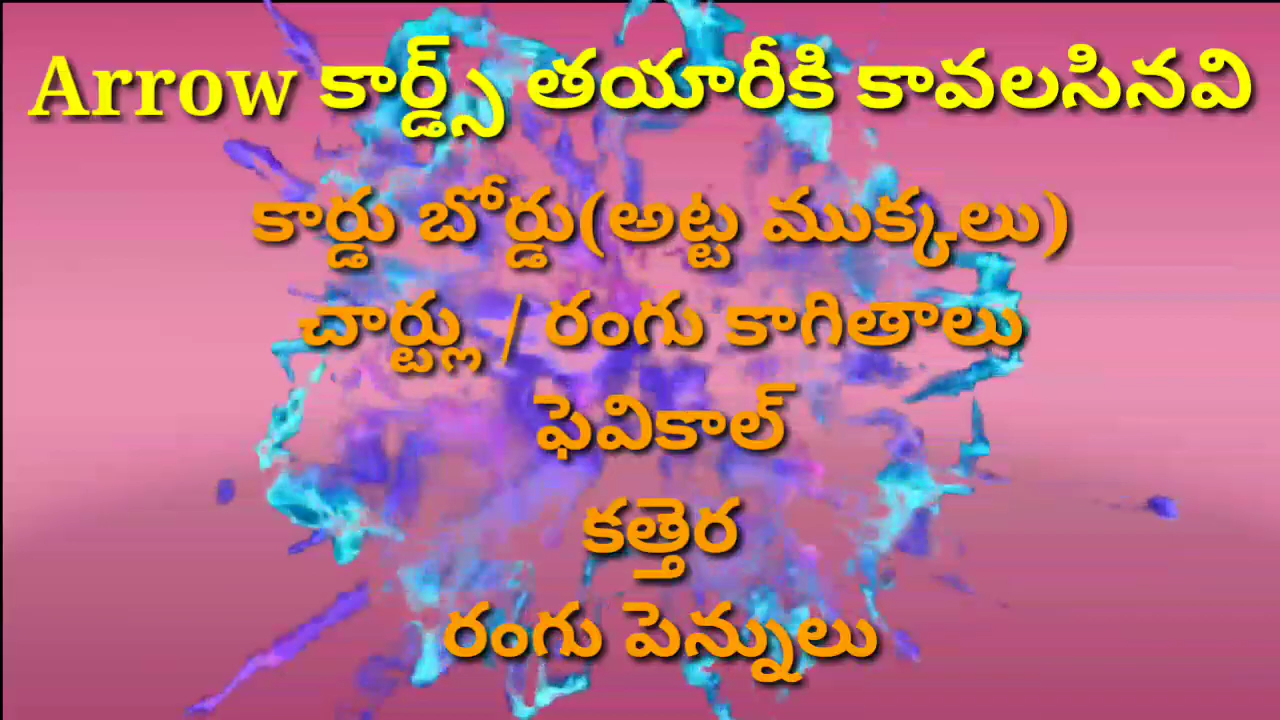 Arrow కార్డ్స్ తయారీకి కావలసినవి
కార్డు బోర్డు(అట్ట ముక్కలు)
చార్ట్లు / రంగు కాగితాలు
ఫెవికాల్
కత్తెర
రంగు పెన్నులు